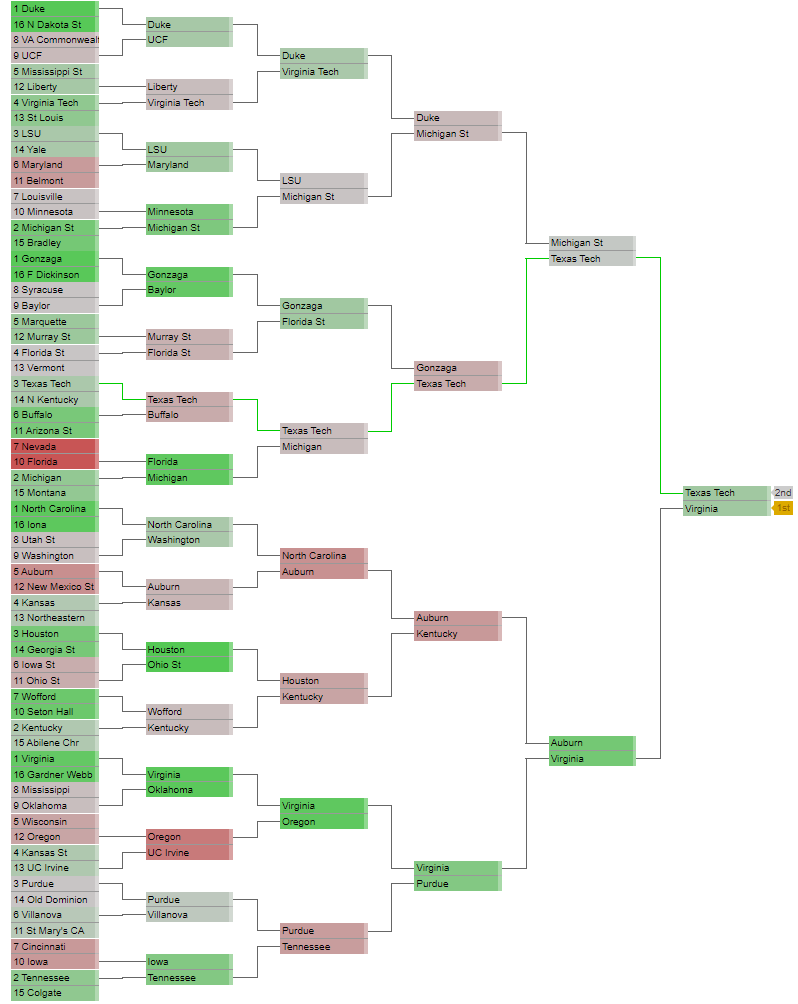 1 Duke
16 N Dakota St
8 VA Commonwealt
9 UCF
5 Mississippi St
12 Liberty
4 Virginia Tech
13 St Louis
3 LSU
14 Yale
6 Maryland
11 Belmont
7 Louisville
10 Minnesota
2 Michigan St
15 Bradley
1 Gonzaga
16 F Dickinson
8 Syracuse
9 Baylor
5 Marquette
12 Murray St
4 Florida St
13 Vermont
3 Texas Tech
14 N Kentucky
6 Buffalo
11 Arizona St
7 Nevada
10 Florida
2 Michigan
15 Montana
1 North Carolina
16 Iona
8 Utah St
9 Washington
5 Auburn
12 New Mexico St
4 Kansas
13 Northeastern
3 Houston
14 Georgia St
6 Iowa St
11 Ohio St
7 Wofford
10 Seton Hall
2 Kentucky
15 Abilene Chr
1 Virginia
16 Gardner Webb
8 Mississippi
9 Oklahoma
5 Wisconsin
12 Oregon
4 Kansas St
13 UC Irvine
3 Purdue
14 Old Dominion
6 Villanova
11 St Mary's CA
7 Cincinnati
10 Iowa
2 Tennessee
15 Colgate
Duke
UCF
Liberty
Virginia Tech
LSU
Maryland
Minnesota
Michigan St
Gonzaga
Baylor
Murray St
Florida St
Texas Tech
Buffalo
Florida
Michigan
North Carolina
Washington
Auburn
Kansas
Houston
Ohio St
Wofford
Kentucky
Virginia
Oklahoma
Oregon
UC Irvine
Purdue
Villanova
Iowa
Tennessee
Duke
Virginia Tech
LSU
Michigan St
Gonzaga
Florida St
Texas Tech
Michigan
North Carolina
Auburn
Houston
Kentucky
Virginia
Oregon
Purdue
Tennessee
Duke
Michigan St
Gonzaga
Texas Tech
Auburn
Kentucky
Virginia
Purdue
Michigan St
Texas Tech
Auburn
Virginia
Texas Tech 2nd
Virginia 1st